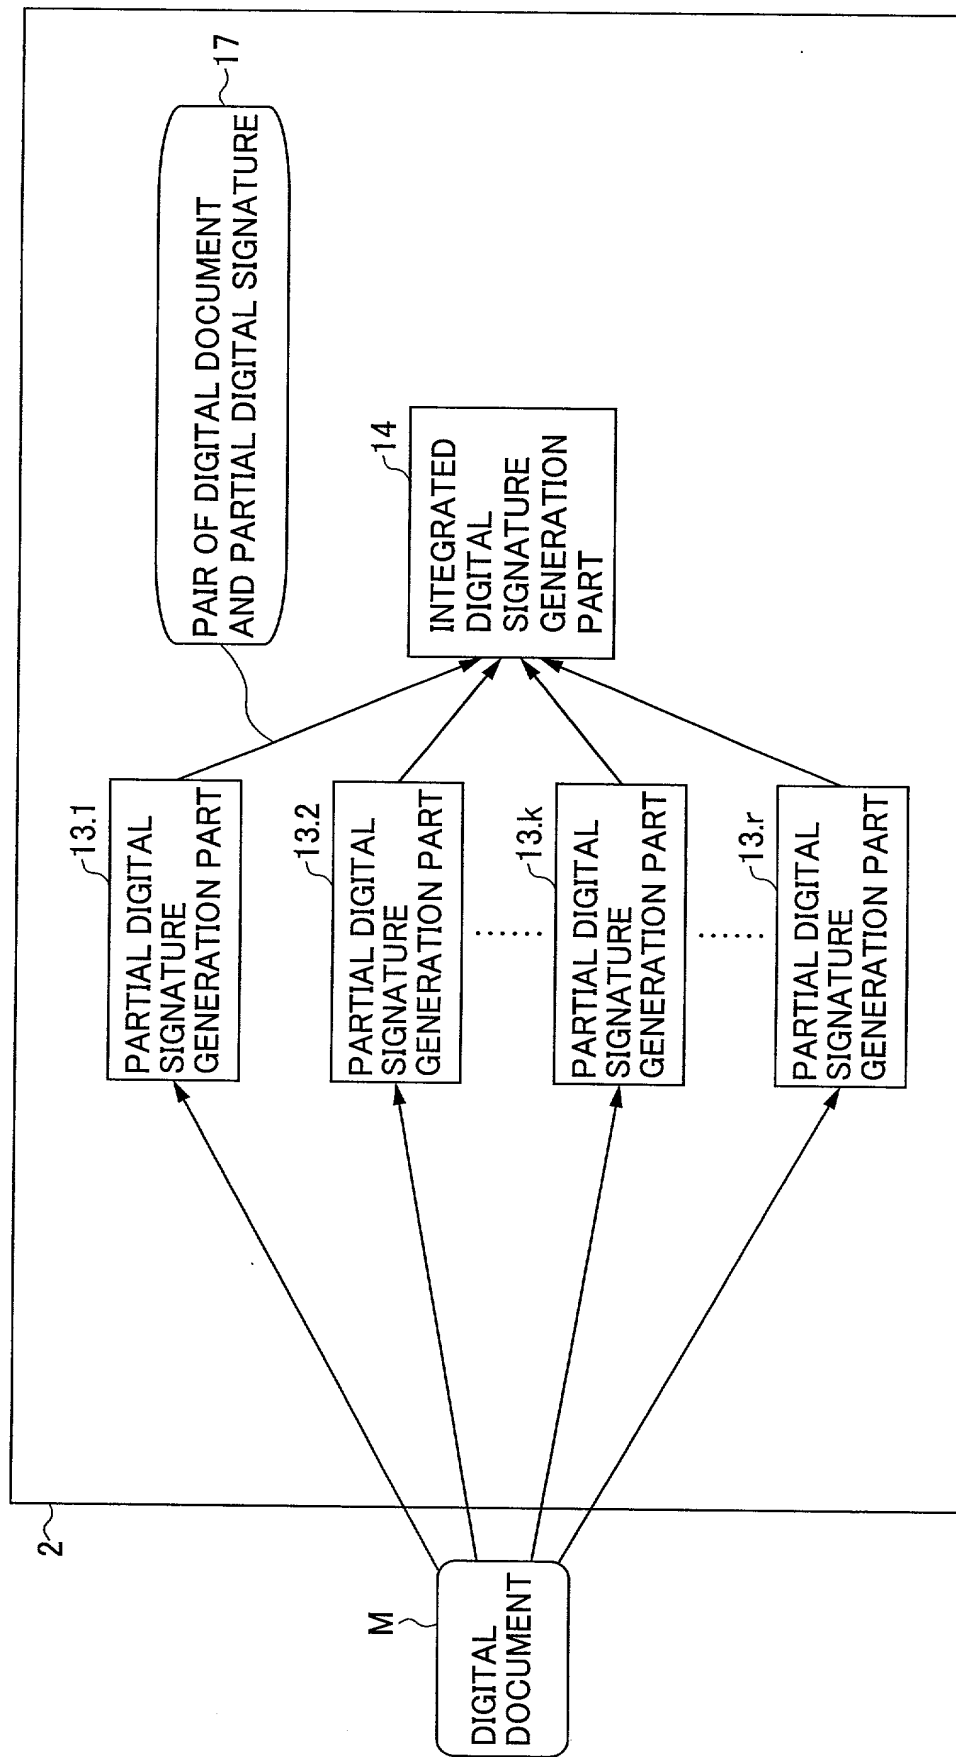 2
M
DIGITAL
DOCUMENT
13.1
PARTIAL DIGITAL
SIGNATURE
GENERATION PART
13.2
PARTIAL DIGITAL
SIGNATURE
GENERATION PART
13.k
PARTIAL DIGITAL
SIGNATURE
GENERATION PART
13.r
PARTIAL DIGITAL
SIGNATURE
GENERATION PART
17
PAIR OF DIGITAL DOCUMENT
AND PARTIAL DIGITAL SIGNATURE
14
INTEGRATED
DIGITAL
SIGNATURE
GENERATION
PART